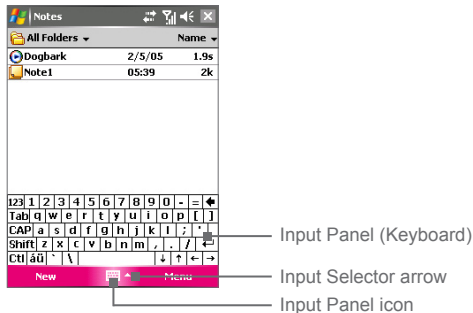 Notes
All Folders Name
Dogbark 2/5/05 1.9s
Note1 05:39 2k
123 1 2 3 4 5 6 7 8 9 0 - =
Tab q w e r t y u i o p [ ]
CAP a s d f g h j k l ; '
Shift z x c v b n m , . /
Ctl áü ` \ ↓ ↑ ← →
New Menu
Input Panel (Keyboard)
Input Selector arrow
Input Panel icon